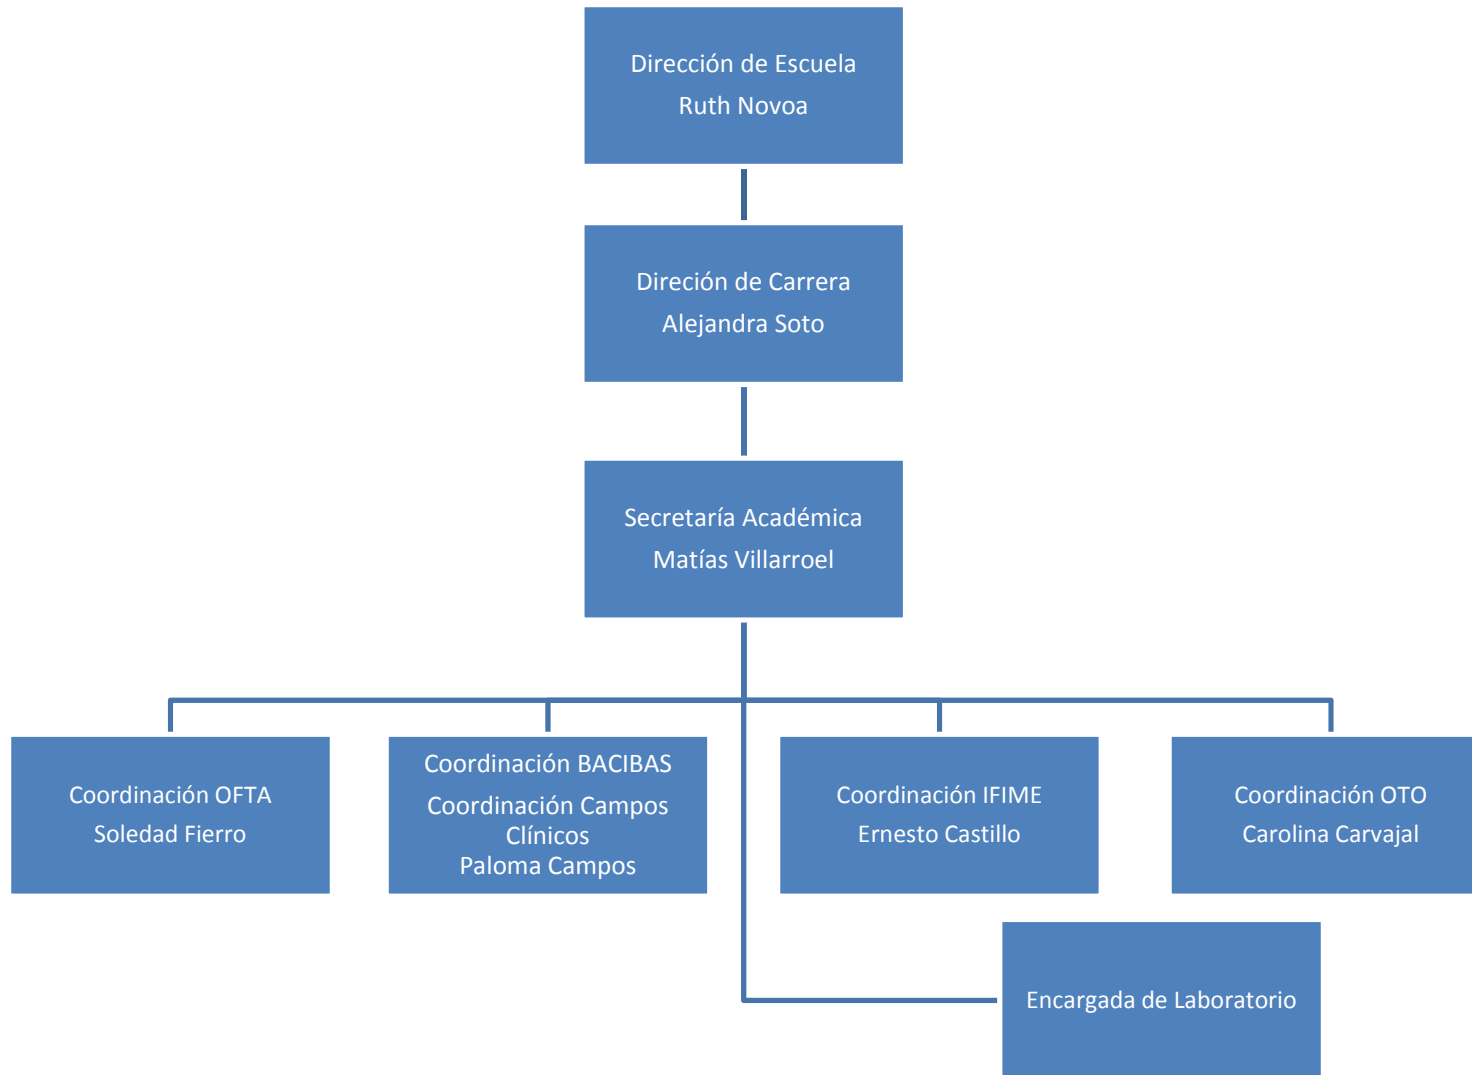 Dirección de Escuela
Ruth Novoa
Direción de Carrera
Alejandra Soto
Secretaría Académica
Matías Villarroel
Coordinación OFTA
Soledad Fierro
Coordinación BACIBAS
Coordinación Campos
Clínicos
Paloma Campos
Coordinación IFIME
Ernesto Castillo
Coordinación OTO
Carolina Carvajal
Encargada de Laboratorio